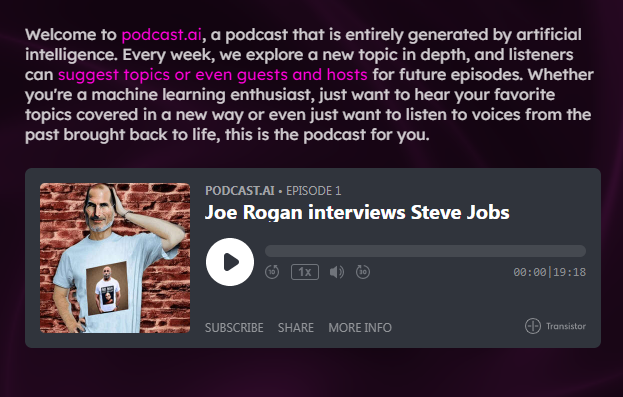 Welcome to podcast.ai, a podcast that is entirely generated by artificial
intelligence. Every week, we explore a new topic in depth, and listeners
can suggest topics or even guests and hosts for future episodes. Whether
you're a machine learning enthusiast, just want to hear your favorite
topics covered in a new way or even just want to listen to voices from the
past brought back to life, this is the podcast for you.
PODCAST.AI • EPISODE 1
Joe Rogan interviews Steve Jobs
10 1x 30 00:00|19:18
SUBSCRIBE SHARE MORE INFO Transistor